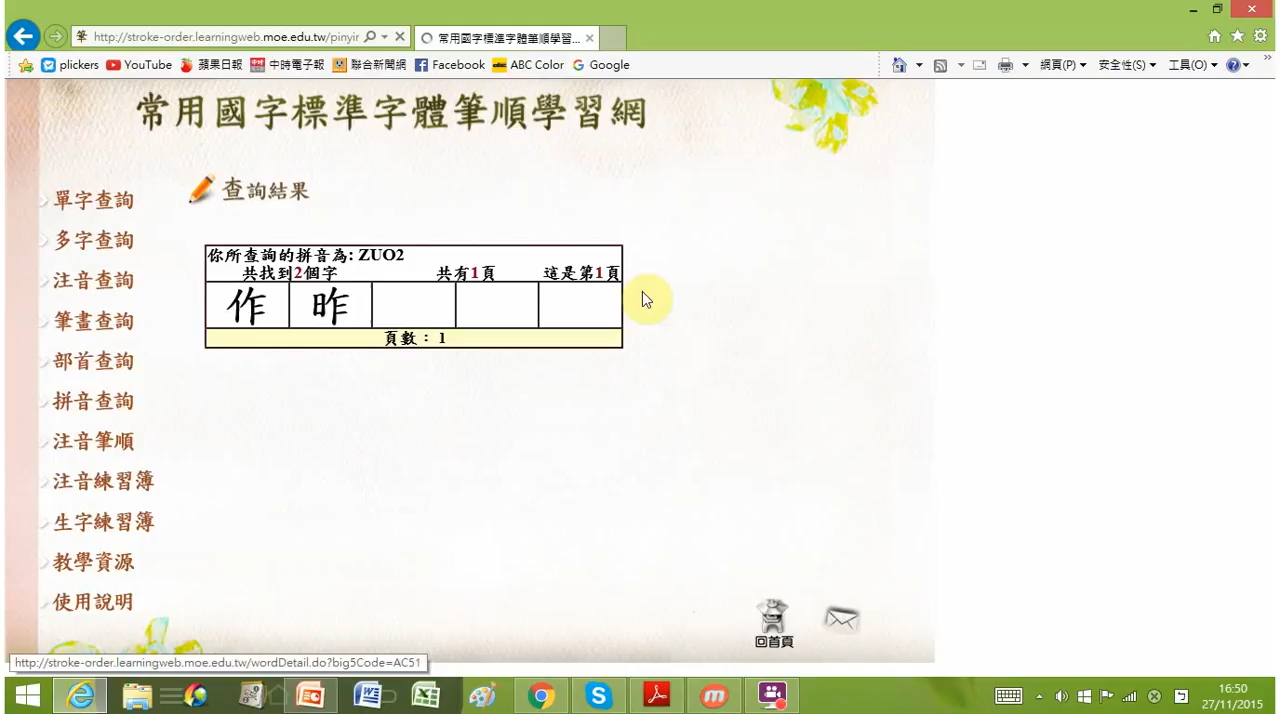 筆 http://stroke-order.learningweb.moe.edu.tw/pinyir
常用國字標準字體筆順學習...
plickers YouTube 蘋果日報 中時電子報 聯合新聞網 Facebook ABC Color Google
網頁(P) 安全性(S) 工具(O)
常用國字標準字體筆順學習網
查詢結果
單字查詢
多字查詢
注音查詢
筆畫查詢
部首查詢
拼音查詢
注音筆順
注音練習簿
生字練習簿
教學資源
使用說明
你所查詢的拼音為: ZUO2
共找到2個字 共有1頁 這是第1頁
作 昨
頁數: 1
回首頁
http://stroke-order.learningweb.moe.edu.tw/wordDetail.do?big5Code=AC51
16:50
27/11/2015